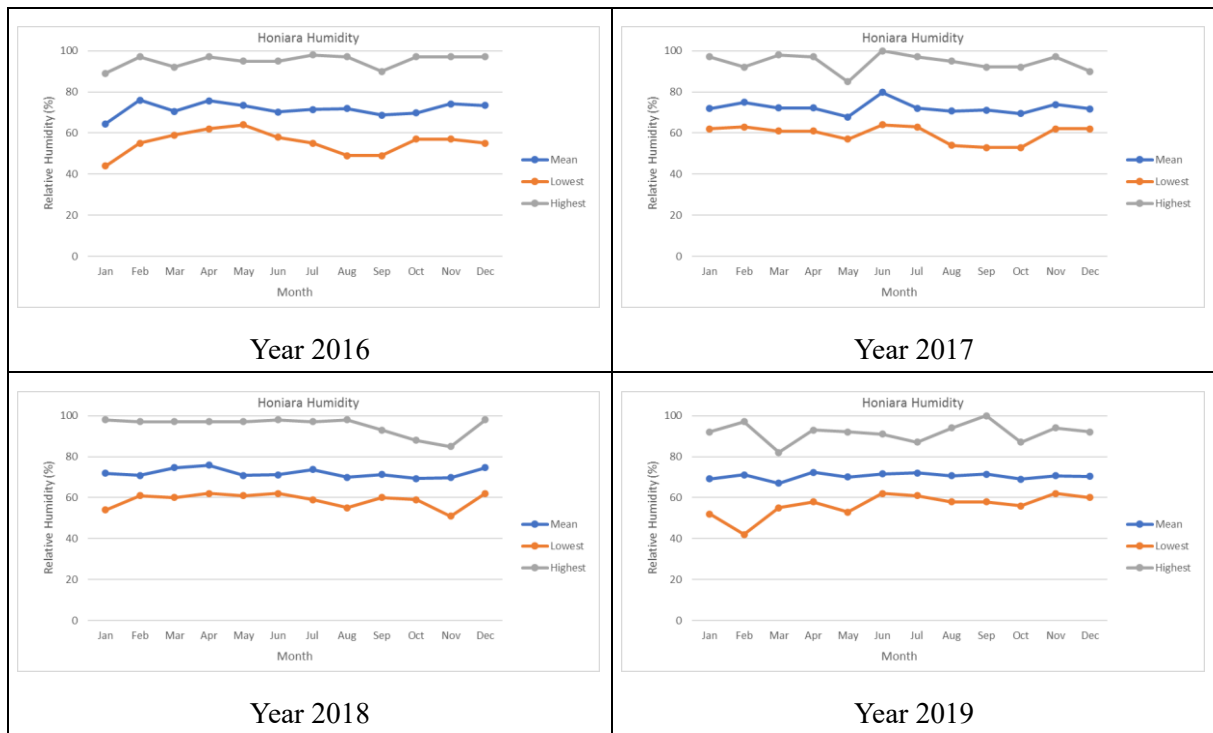 Honiara Humidity
Relative Humidity (%)
100
80
60
40
20
0
Jan Feb Mar Apr May Jun Jul Aug Sep Oct Nov Dec
Month
Mean
Lowest
Highest
Year 2016
Honiara Humidity
Relative Humidity (%)
100
80
60
40
20
0
Jan Feb Mar Apr May Jun Jul Aug Sep Oct Nov Dec
Month
Mean
Lowest
Highest
Year 2017
Honiara Humidity
Relative Humidity (%)
100
80
60
40
20
0
Jan Feb Mar Apr May Jun Jul Aug Sep Oct Nov Dec
Month
Mean
Lowest
Highest
Year 2018
Honiara Humidity
Relative Humidity (%)
100
80
60
40
20
0
Jan Feb Mar Apr May Jun Jul Aug Sep Oct Nov Dec
Month
Mean
Lowest
Highest
Year 2019